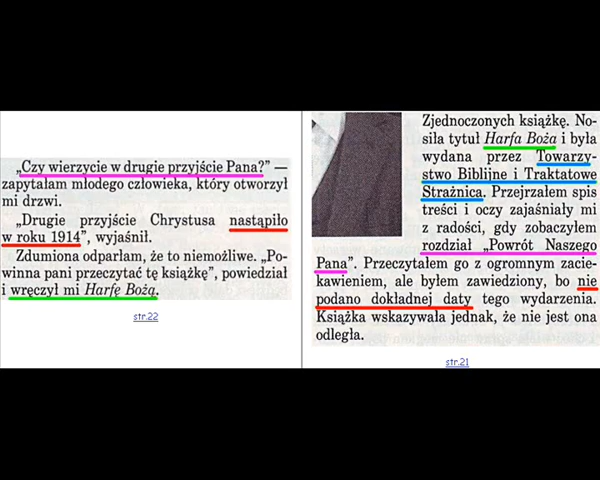 „Czy wierzycie w drugie przyjście Pana?” —
zapytałam młodego człowieka, który otworzył
mi drzwi.
„Drugie przyjście Chrystusa nastąpiło
w roku 1914”, wyjaśnił.
Zdumiona odparłam, że to niemożliwe. „Po-
winna pani przeczytać tę książkę”, powiedział
i wręczył mi Harfę Bożą.
str.22
Zjednoczonych książkę. No-
siła tytuł Harfa Boża i była
wydana przez Towarzy-
stwo Biblijne i Traktatowe
Strażnica. Przejrzałem spis
treści i oczy zajaśniały mi
z radości, gdy zobaczyłem
rozdział „Powrót Naszego
Pana”. Przeczytałem go z ogromnym zacie-
kawieniem, ale byłem zawiedziony, bo nie
podano dokładnej daty tego wydarzenia.
Książka wskazywała jednak, że nie jest ona
odległa.
str.21